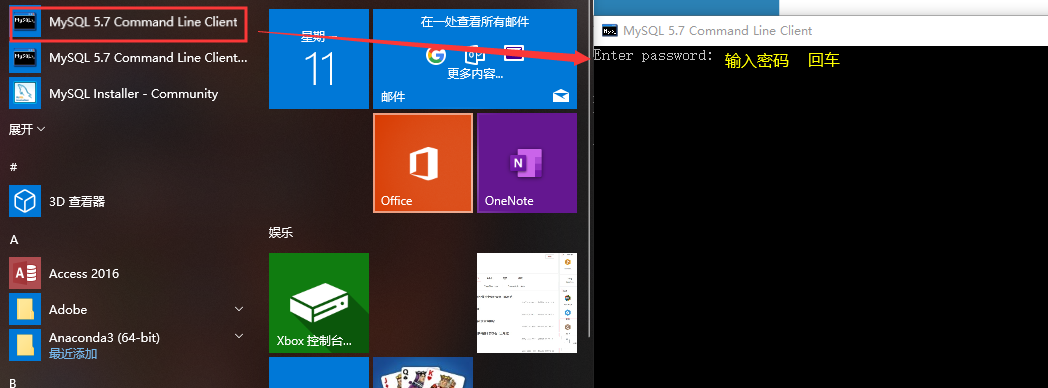 MySQL 5.7 Command Line Client
MySQL 5.7 Command Line Client...
MySQL Installer - Community
展开
#
3D 查看器
A
Access 2016
Adobe
Anaconda3 (64-bit)
最近添加
B
星期一
11
在一处查看所有邮件
更多内容...
邮件
Office
OneNote
娱乐
Xbox 控制台...
MySQL 5.7 Command Line Client
Enter password: 输入密码 回车